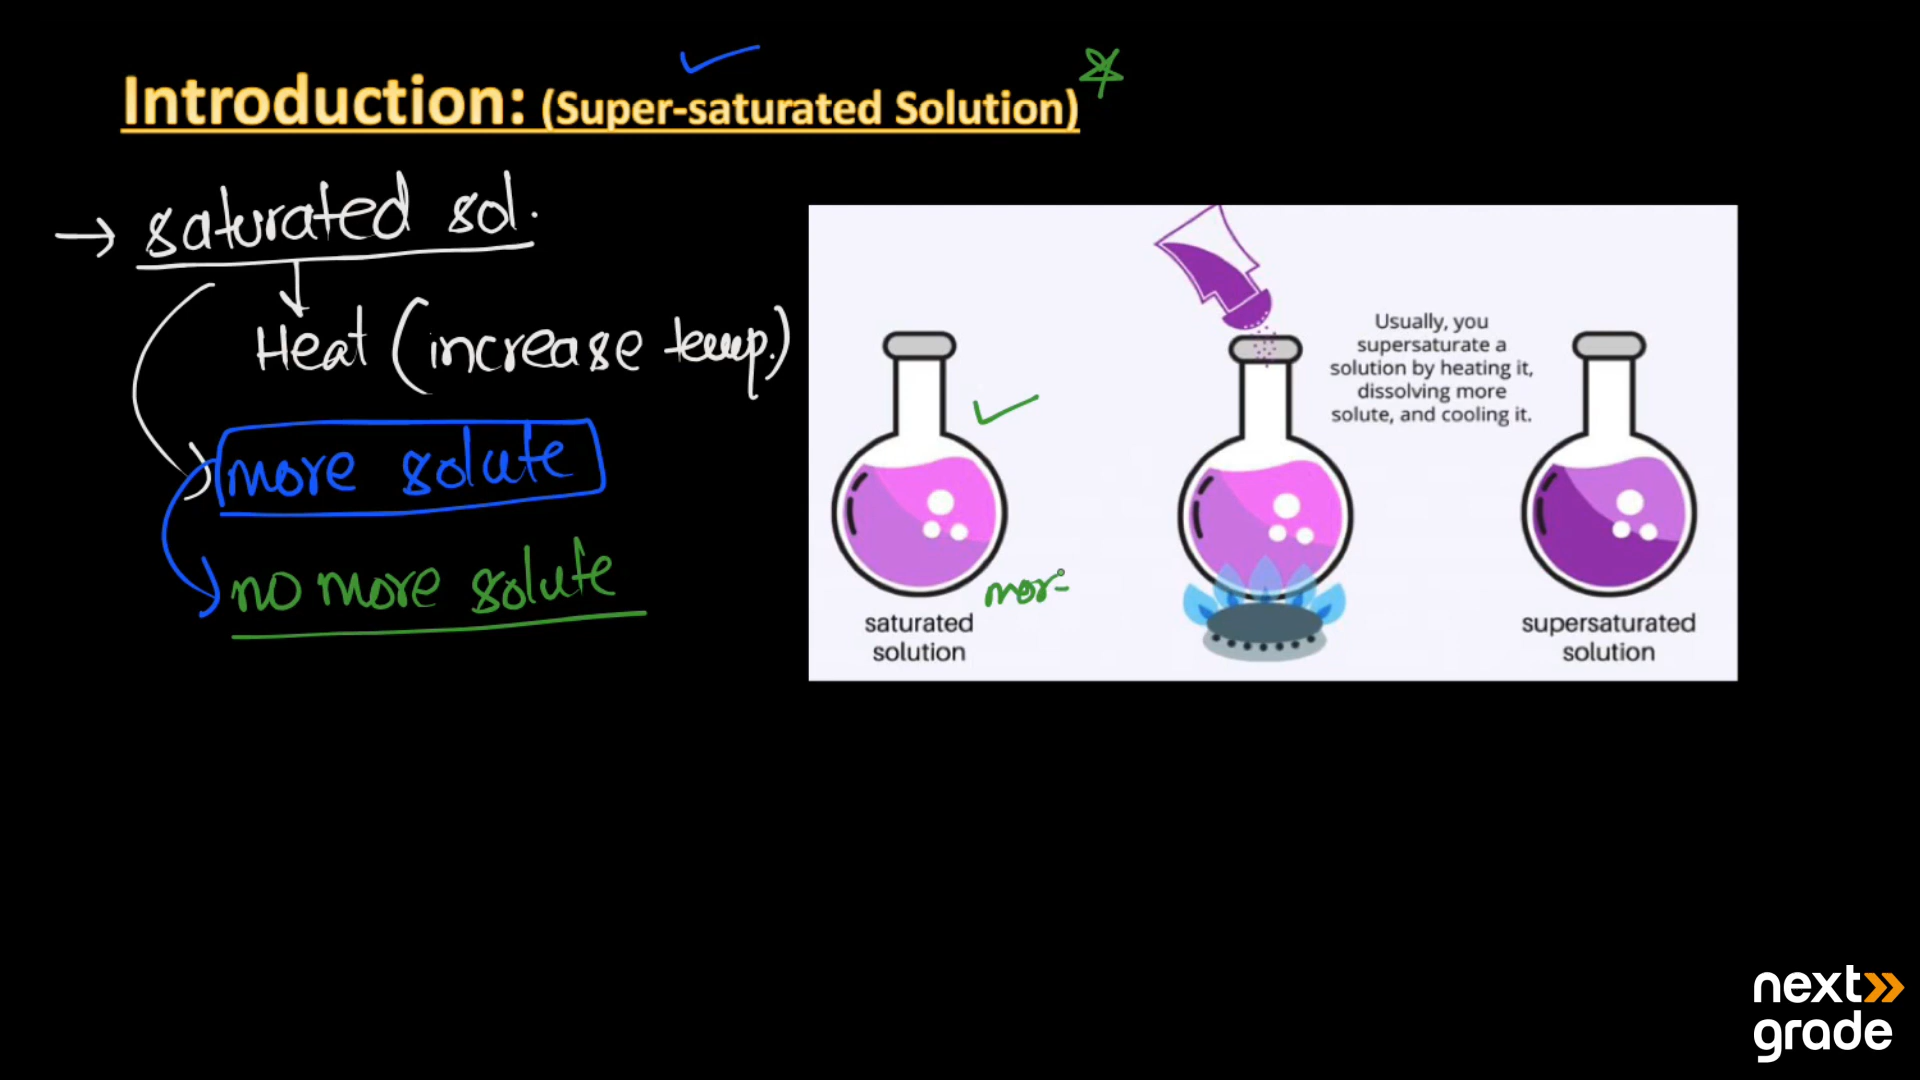 Introduction: (Super-saturated Solution)
→ saturated sol.
Heat (increase temp.)
more solute
no more solute
Usually, you
supersaturate a
solution by heating it,
dissolving more
solute, and cooling it.
mor
saturated
solution
supersaturated
solution
next
grade